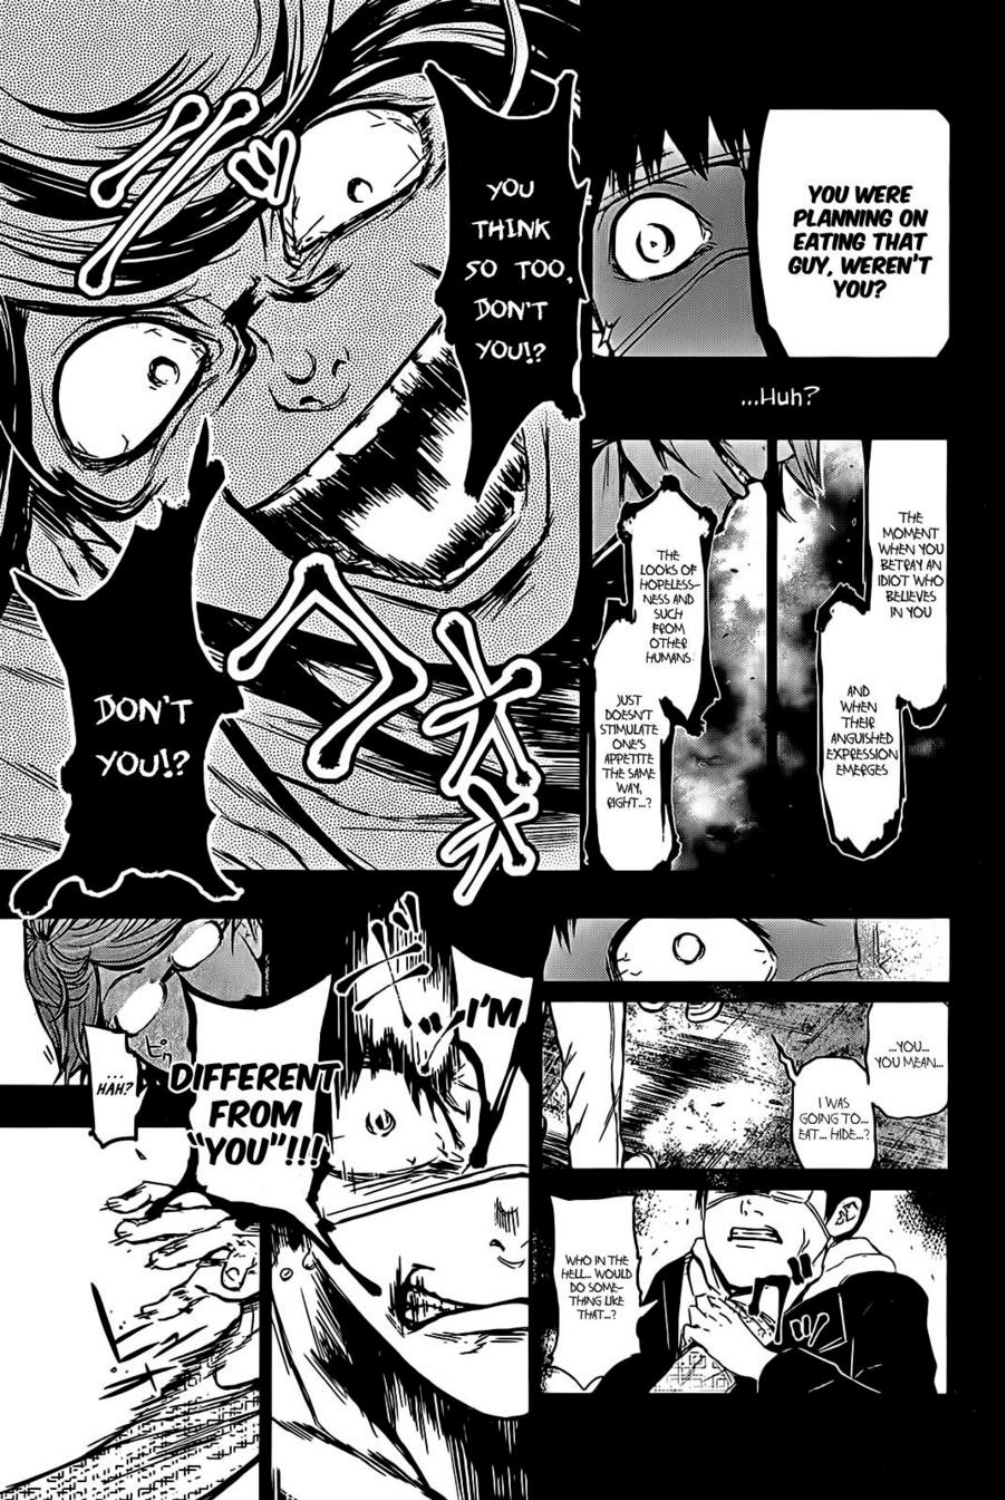 YOU WERE
PLANNING ON
EATING THAT
GUY, WEREN'T
YOU?
...Huh?
THE
MOMENT
WHEN YOU
BETRAY AN
IDIOT WHO
BELIEVES
IN YOU
AND
WHEN
THEIR
ANGUISHED
EXPRESSION
EMERGES
THE
LOOKS OF
HOPELESS-
NESS AND
SUCH
FROM
OTHER
HUMANS
JUST
DOESN'T
STIMULATE
ONE'S
APPETITE
THE SAME
WAY,
RIGHT...?
YOU
THINK
SO TOO,
DON'T
YOU!?
DON'T
YOU!?
...YOU...
YOU MEAN...
I WAS
GOING TO...
EAT... HIDE...?
WHO IN THE
HELL... WOULD
DO SOME-
THING LIKE
THAT...?
I'M
DIFFERENT
FROM
"YOU"!!!
ピク
...
HAH?